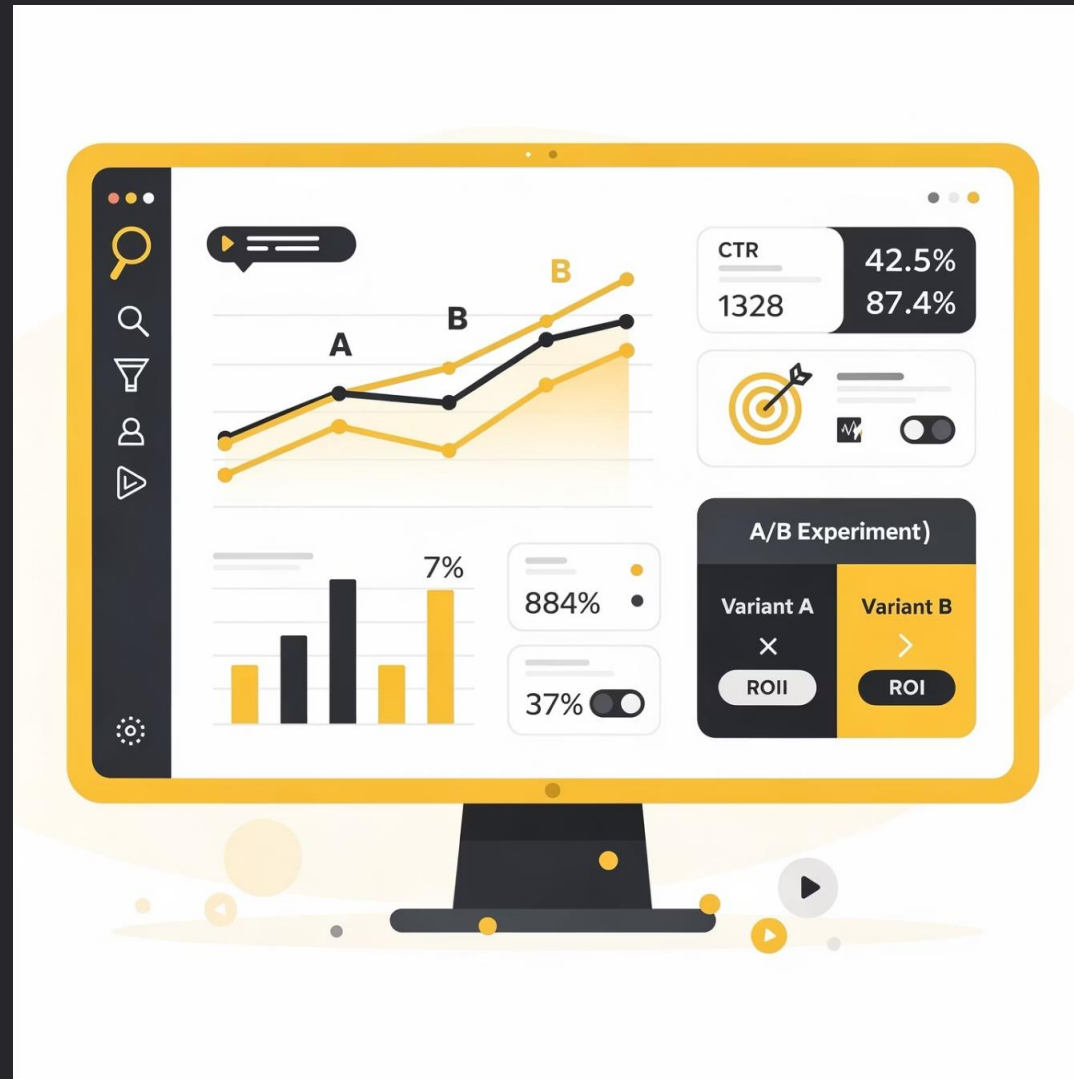 B
B
A
CTR
1328
42.5%
87.4%
7%
884%
37%
A/B Experiment)
Variant A
Variant B
ROII
ROI